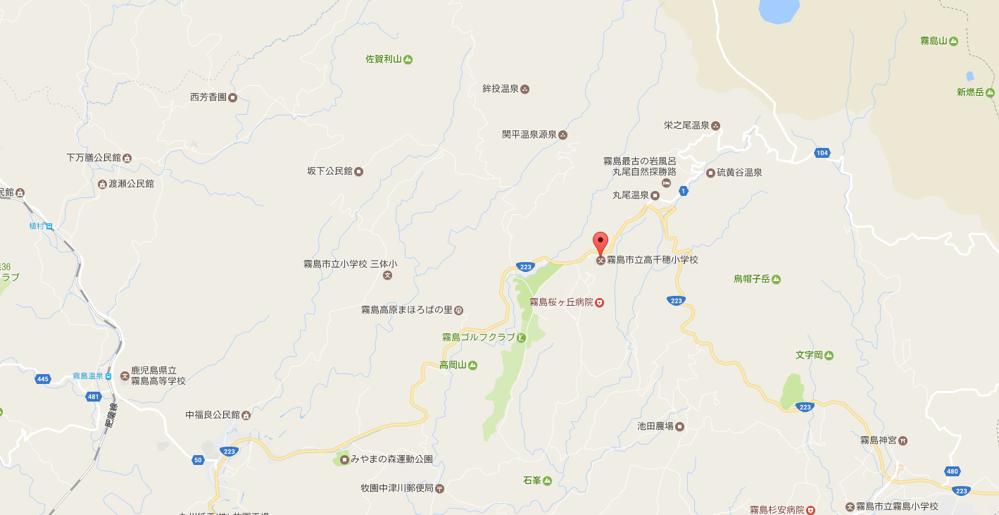 霧島山
佐賀利山
鉾投温泉
新燃岳
西芳香園
栄之尾温泉
関平温泉源泉
104
下万膳公民館
霧島最古の岩風呂
丸尾自然探勝路
坂下公民館
硫黄谷温泉
渡瀬公民館
民館
1
丸尾温泉
植村
霧島市立高千穂小学校
霧島市立小学校 三体小
223
36
ラブ
烏帽子岳
霧島桜ヶ丘病院
223
霧島高原まほろばの里
霧島ゴルフクラブ
文字岡
高岡山
鹿児島県立
霧島高等学校
霧島温泉
445
481
223
肥薩線
中福良公民館
池田農場
霧島神宮
223
50
みやまの森運動公園
480
石峯
牧園中津川郵便局
223
霧島杉安病院
霧島市立霧島小学校